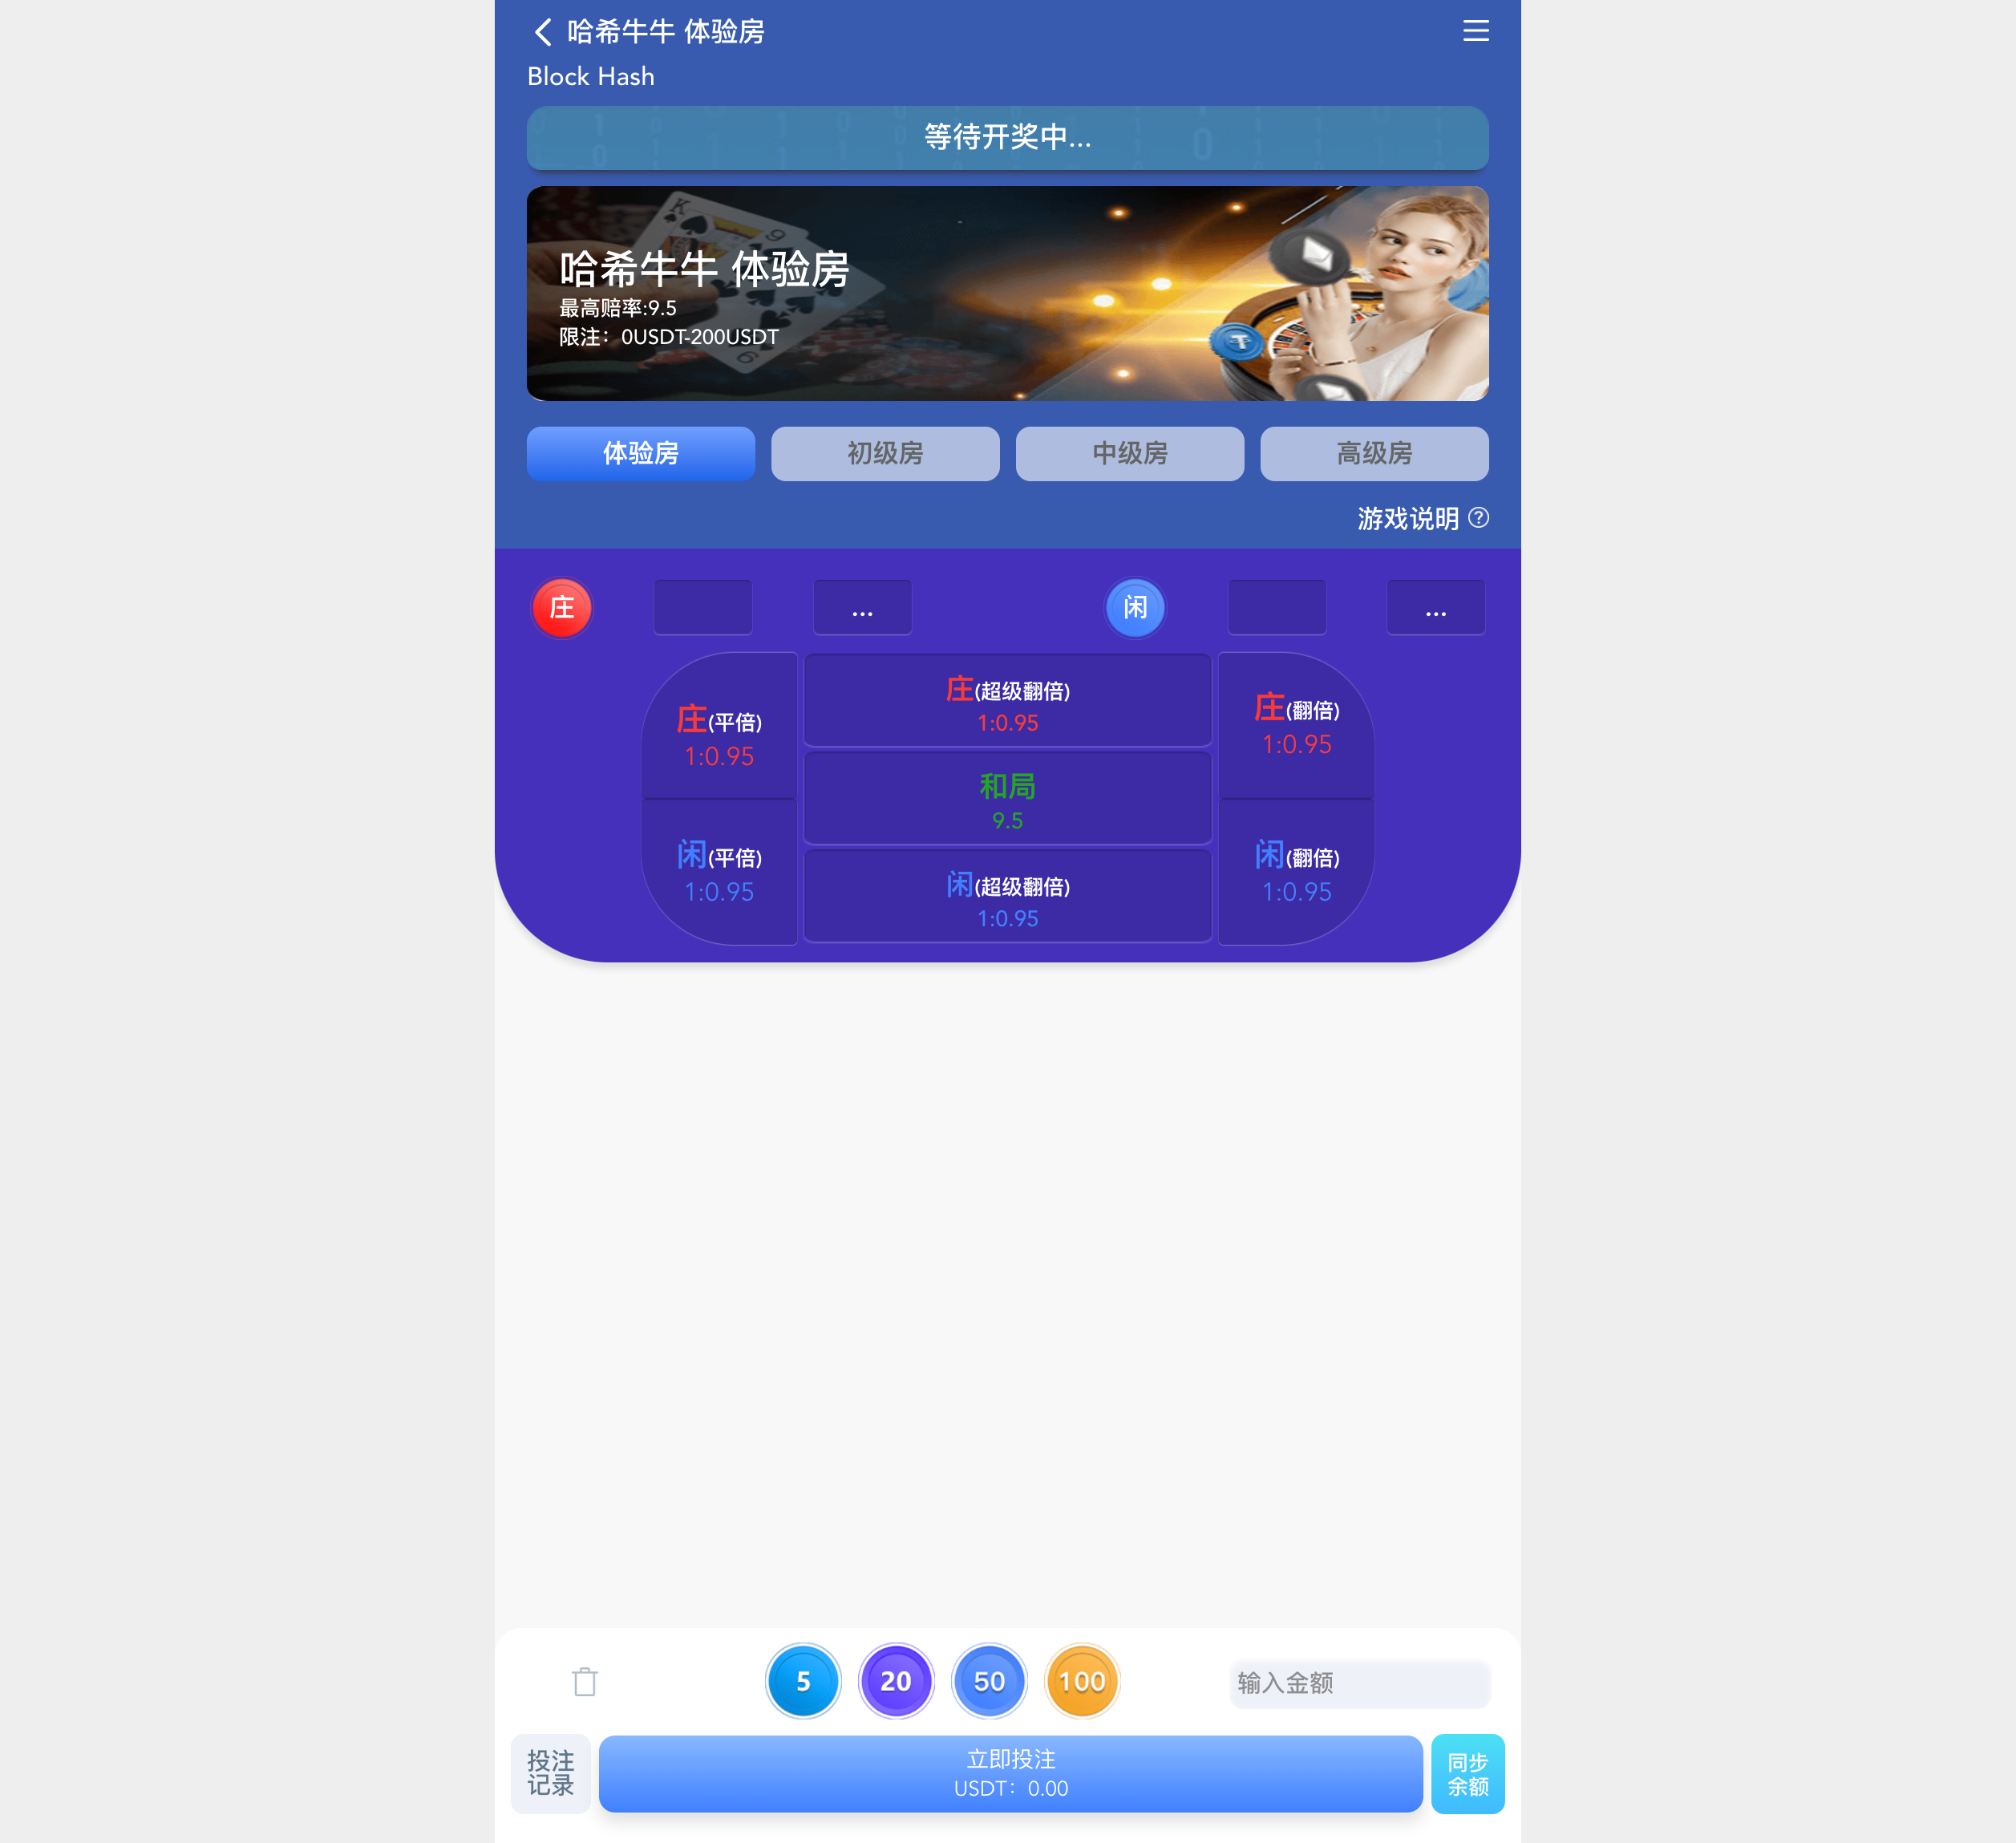 哈希牛牛 体验房
Block Hash
等待开奖中...
哈希牛牛 体验房
最高赔率:9.5
限注：0USDT-200USDT
体验房
初级房
中级房
高级房
游戏说明
庄
...
闲
...
庄(平倍)
1:0.95
庄(超级翻倍)
1:0.95
庄(翻倍)
1:0.95
和局
9.5
闲(平倍)
1:0.95
闲(超级翻倍)
1:0.95
闲(翻倍)
1:0.95
5
20
50
100
输入金额
投注
记录
立即投注
USDT：0.00
同步
余额